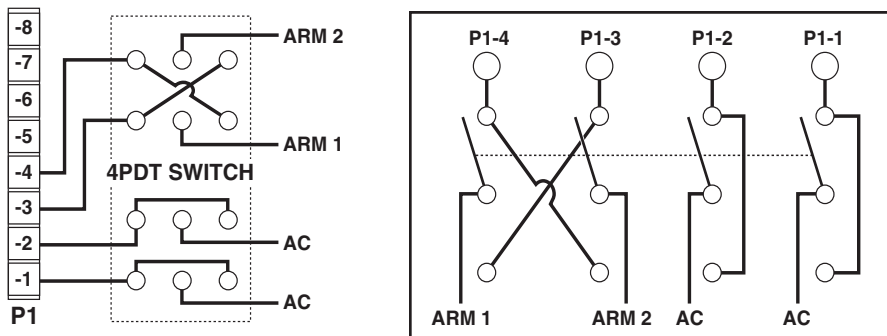 -8
-7
-6
-5
-4
-3
-2
-1
P1
ARM 2
ARM 1
4PDT SWITCH
AC
AC
P1-4 P1-3 P1-2 P1-1
ARM 1 ARM 2 AC AC